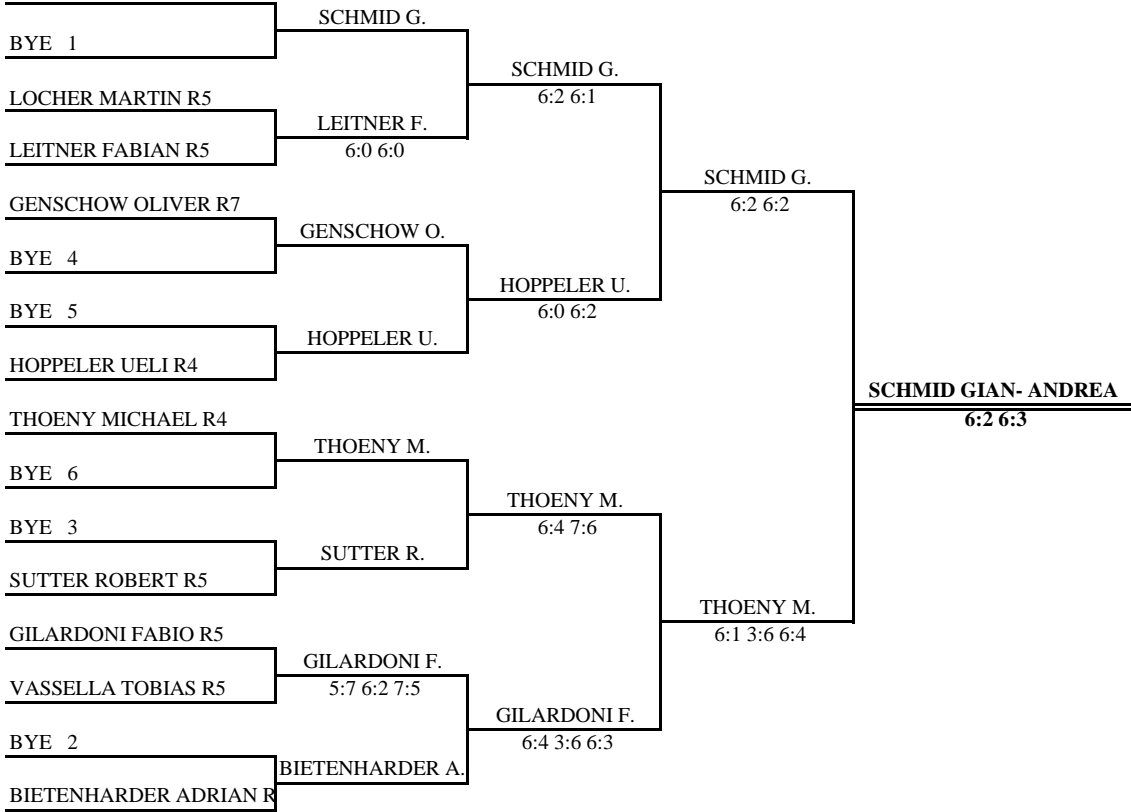 SCHMID G.
BYE 1
SCHMID G.
6:2 6:1
LOCHER MARTIN R5
LEITNER F.
6:0 6:0
LEITNER FABIAN R5
SCHMID G.
6:2 6:2
GENSCHOW OLIVER R7
GENSCHOW O.
BYE 4
HOPPELER U.
6:0 6:2
BYE 5
HOPPELER U.
HOPPELER UELI R4
SCHMID GIAN- ANDREA
6:2 6:3
THOENY MICHAEL R4
THOENY M.
BYE 6
THOENY M.
6:4 7:6
BYE 3
SUTTER R.
SUTTER ROBERT R5
THOENY M.
6:1 3:6 6:4
GILARDONI FABIO R5
GILARDONI F.
5:7 6:2 7:5
VASSELLA TOBIAS R5
GILARDONI F.
6:4 3:6 6:3
BYE 2
BIETENHARDER A.
BIETENHARDER ADRIAN R